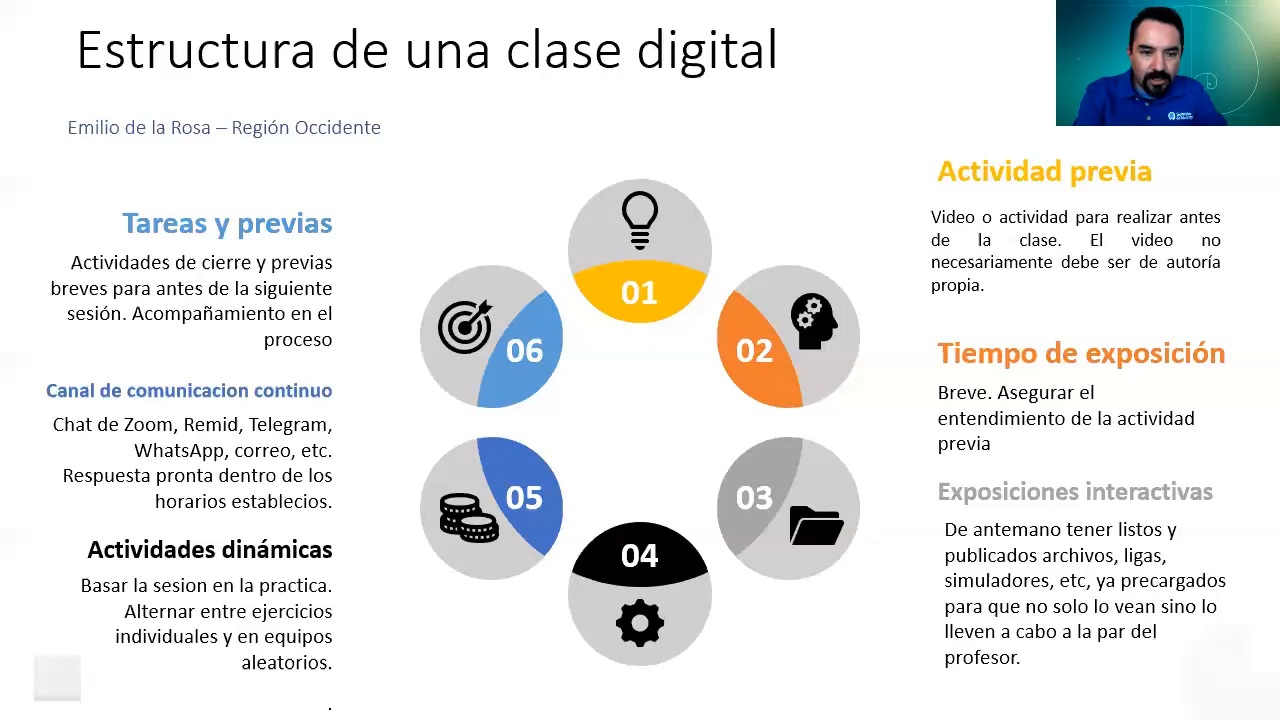 Estructura de una clase digital
Emilio de la Rosa – Región Occidente
Actividad previa
Video o actividad para realizar antes
de la clase. El video no
necesariamente debe ser de autoría
propia.
Tiempo de exposición
Breve. Asegurar el
entendimiento de la actividad
previa
Exposiciones interactivas
De antemano tener listos y
publicados archivos, ligas,
simuladores, etc, ya precargados
para que no solo lo vean sino lo
lleven a cabo a la par del
profesor.
Tareas y previas
Actividades de cierre y previas
breves para antes de la siguiente
sesión. Acompañamiento en el
proceso
Canal de comunicacion continuo
Chat de Zoom, Remid, Telegram,
WhatsApp, correo, etc.
Respuesta pronta dentro de los
horarios establecios.
Actividades dinámicas
Basar la sesion en la practica.
Alternar entre ejercicios
individuales y en equipos
aleatorios.
.
01
02
03
04
05
06